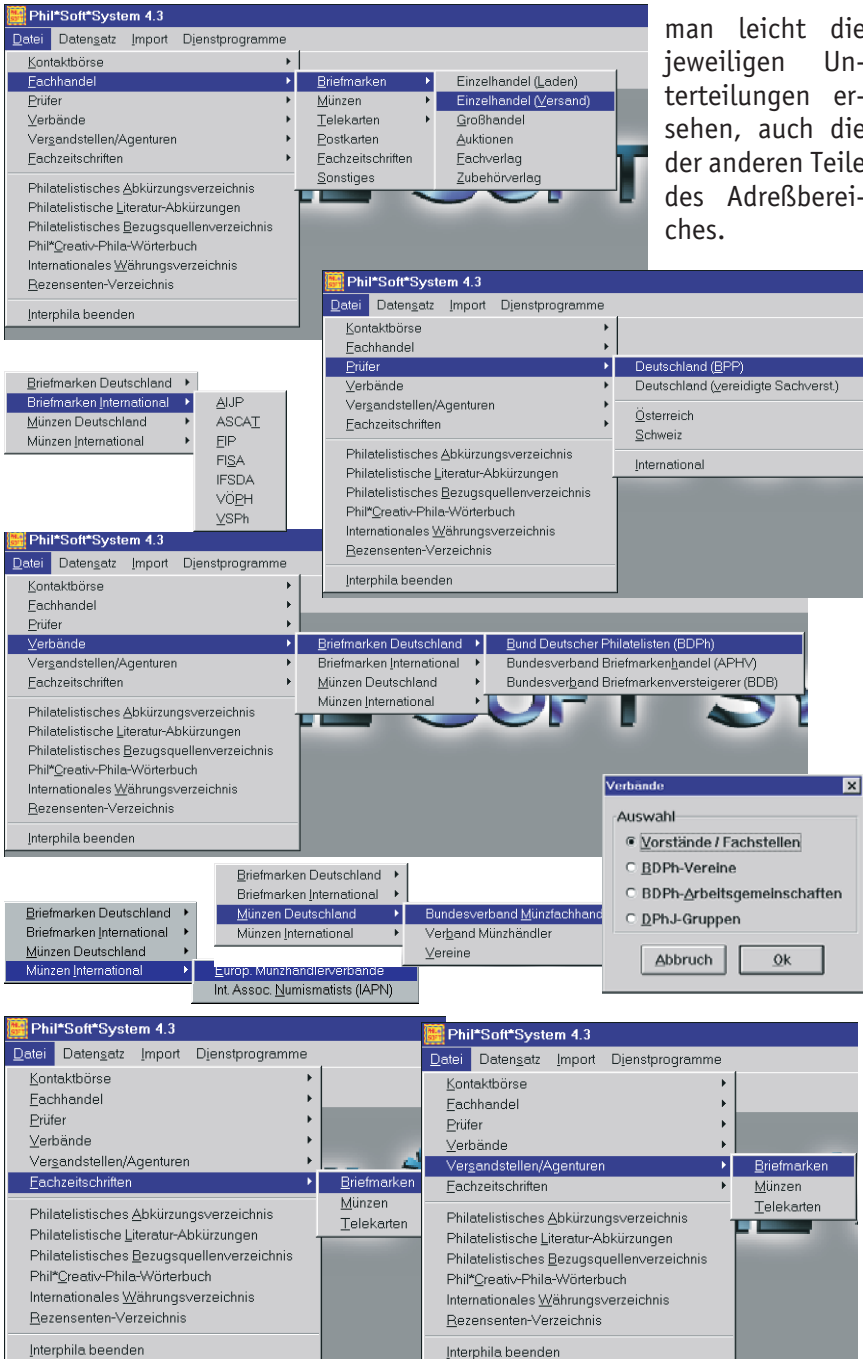 Phil*Soft*System 4.3
Datei Datensatz Import Dienstprogramme
Kontaktbörse
Fachhandel
Prüfer
Verbände
Versandstellen/Agenturen
Fachzeitschriften
Philatelistisches Abkürzungsverzeichnis
Philatelistische Literatur-Abkürzungen
Philatelistisches Bezugsquellenverzeichnis
Phil*Creativ-Phila-Wörterbuch
Internationales Währungsverzeichnis
Rezensenten-Verzeichnis
Interphila beenden
Briefmarken
Münzen
Telekarten
Postkarten
Fachzeitschriften
Sonstiges
Einzelhandel (Laden)
Einzelhandel (Versand)
Großhandel
Auktionen
Fachverlag
Zubehörverlag
man leicht die
jeweiligen Un-
terteilungen er-
sehen, auch die
der anderen Teile
des Adreßberei-
ches.
Phil*Soft*System 4.3
Datei Datensatz Import Dienstprogramme
Kontaktbörse
Fachhandel
Prüfer
Verbände
Versandstellen/Agenturen
Fachzeitschriften
Philatelistisches Abkürzungsverzeichnis
Philatelistische Literatur-Abkürzungen
Philatelistisches Bezugsquellenverzeichnis
Phil*Creativ-Phila-Wörterbuch
Internationales Währungsverzeichnis
Rezensenten-Verzeichnis
Interphila beenden
Deutschland (BPP)
Deutschland (vereidigte Sachverst.)
Österreich
Schweiz
International
Briefmarken Deutschland
Briefmarken International
Münzen Deutschland
Münzen International
AIJP
ASCAT
FIP
FISA
IFSDA
VÖPH
VSPh
Phil*Soft*System 4.3
Datei Datensatz Import Dienstprogramme
Kontaktbörse
Fachhandel
Prüfer
Verbände
Versandstellen/Agenturen
Fachzeitschriften
Philatelistisches Abkürzungsverzeichnis
Philatelistische Literatur-Abkürzungen
Philatelistisches Bezugsquellenverzeichnis
Phil*Creativ-Phila-Wörterbuch
Internationales Währungsverzeichnis
Rezensenten-Verzeichnis
Interphila beenden
Briefmarken Deutschland
Briefmarken International
Münzen Deutschland
Münzen International
Bund Deutscher Philatelisten (BDPh)
Bundesverband Briefmarkenhandel (APHV)
Bundesverband Briefmarkenversteigerer (BDB)
Verbände
Auswahl
Vorstände / Fachstellen
BDPh-Vereine
BDPh-Arbeitsgemeinschaften
DPhJ-Gruppen
Abbruch Ok
Briefmarken Deutschland
Briefmarken International
Münzen Deutschland
Münzen International
Bundesverband Münzfachhand
Verband Münzhändler
Vereine
Briefmarken Deutschland
Briefmarken International
Münzen Deutschland
Münzen International
Europ. Münzhändlerverbände
Int. Assoc. Numismatists (IAPN)
Phil*Soft*System 4.3
Datei Datensatz Import Dienstprogramme
Kontaktbörse
Fachhandel
Prüfer
Verbände
Versandstellen/Agenturen
Fachzeitschriften
Philatelistisches Abkürzungsverzeichnis
Philatelistische Literatur-Abkürzungen
Philatelistisches Bezugsquellenverzeichnis
Phil*Creativ-Phila-Wörterbuch
Internationales Währungsverzeichnis
Rezensenten-Verzeichnis
Interphila beenden
Briefmarken
Münzen
Telekarten
Phil*Soft*System 4.3
Datei Datensatz Import Dienstprogramme
Kontaktbörse
Fachhandel
Prüfer
Verbände
Versandstellen/Agenturen
Fachzeitschriften
Philatelistisches Abkürzungsverzeichnis
Philatelistische Literatur-Abkürzungen
Philatelistisches Bezugsquellenverzeichnis
Phil*Creativ-Phila-Wörterbuch
Internationales Währungsverzeichnis
Rezensenten-Verzeichnis
Interphila beenden
Briefmarken
Münzen
Telekarten